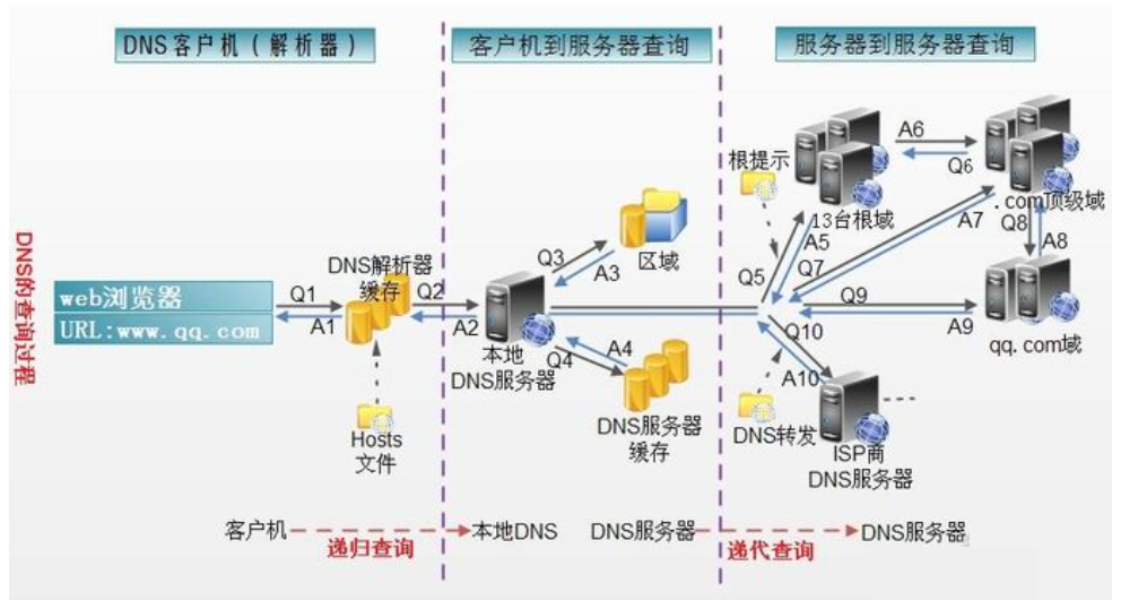 DNS客户机（解析器）
客户机到服务器查询
服务器到服务器查询
DNS的查询过程
web浏览器
URL:www.qq.com
Q1
A1
DNS解析器
缓存
Hosts
文件
Q2
A2
本地
DNS服务器
Q3
A3
区域
Q4
A4
DNS服务器
缓存
根提示
Q5
A5
13台根域
A6
Q6
.com顶级域
Q7
A7
Q8
A8
Q9
A9
qq.com域
Q10
A10
DNS转发
ISP商
DNS服务器
客户机
递归查询
本地DNS
DNS服务器
递代查询
DNS服务器